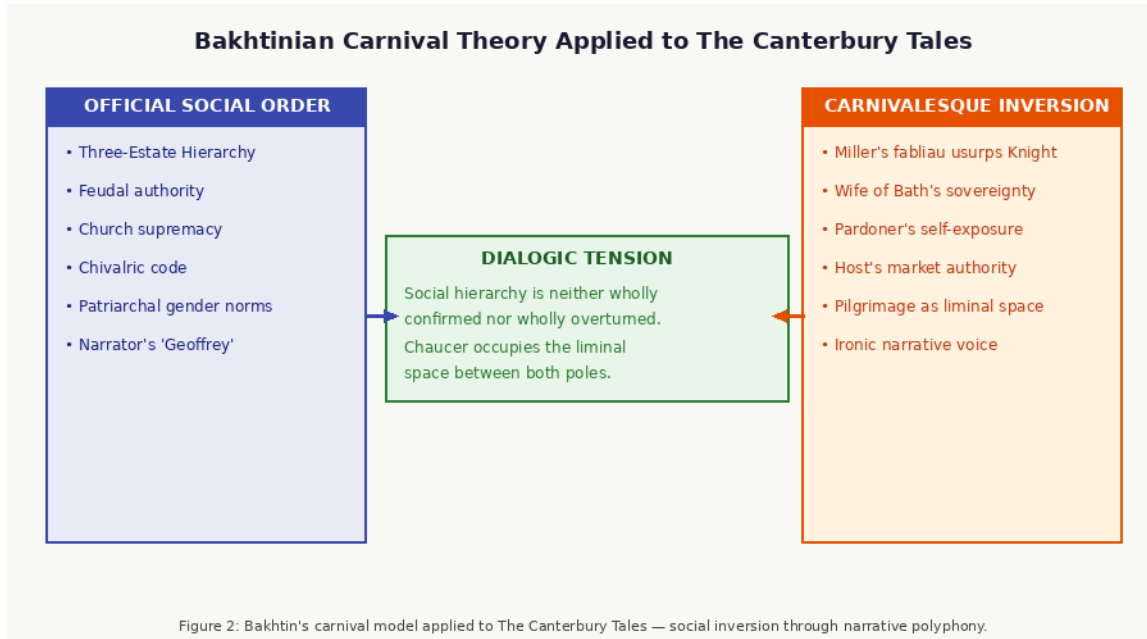 Bakhtinian Carnival Theory Applied to The Canterbury Tales
OFFICIAL SOCIAL ORDER
• Three-Estate Hierarchy
• Feudal authority
• Church supremacy
• Chivalric code
• Patriarchal gender norms
• Narrator's 'Geoffrey'
DIALOGIC TENSION
Social hierarchy is neither wholly
confirmed nor wholly overturned.
Chaucer occupies the liminal
space between both poles.
CARNIVALESQUE INVERSION
• Miller's fabliau usurps Knight
• Wife of Bath's sovereignty
• Pardoner's self-exposure
• Host's market authority
• Pilgrimage as liminal space
• Ironic narrative voice
Figure 2: Bakhtin's carnival model applied to The Canterbury Tales — social inversion through narrative polyphony.